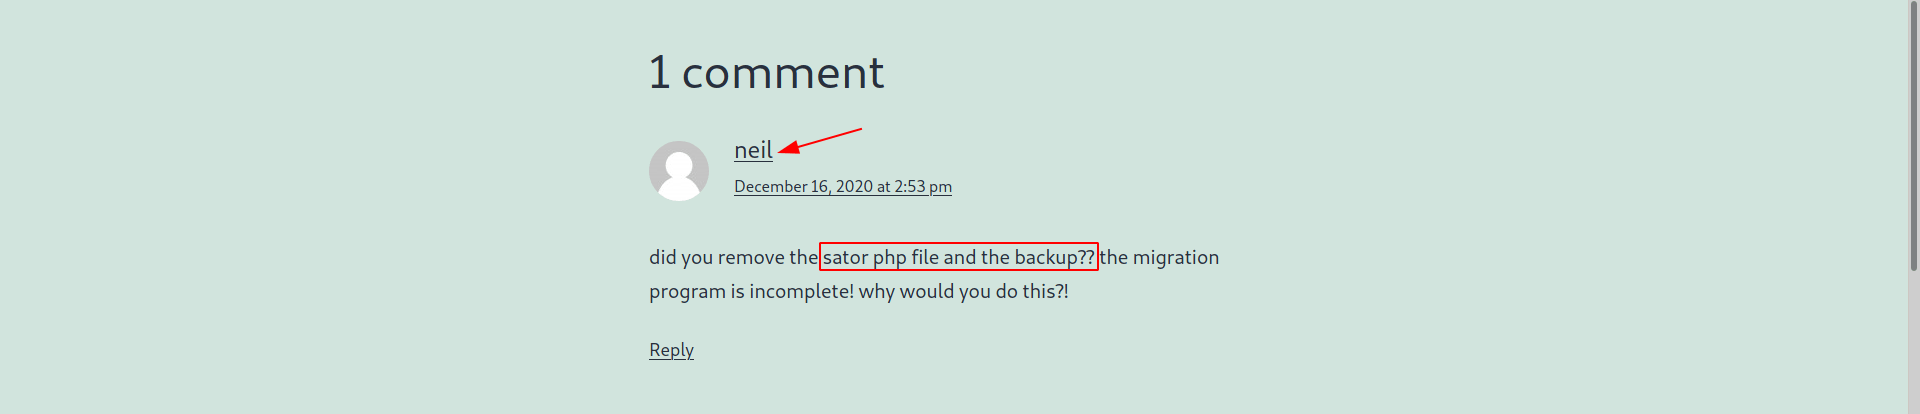 1 comment
neil
December 16, 2020 at 2:53 pm
did you remove the sator php file and the backup?? the migration
program is incomplete! why would you do this?!
Reply